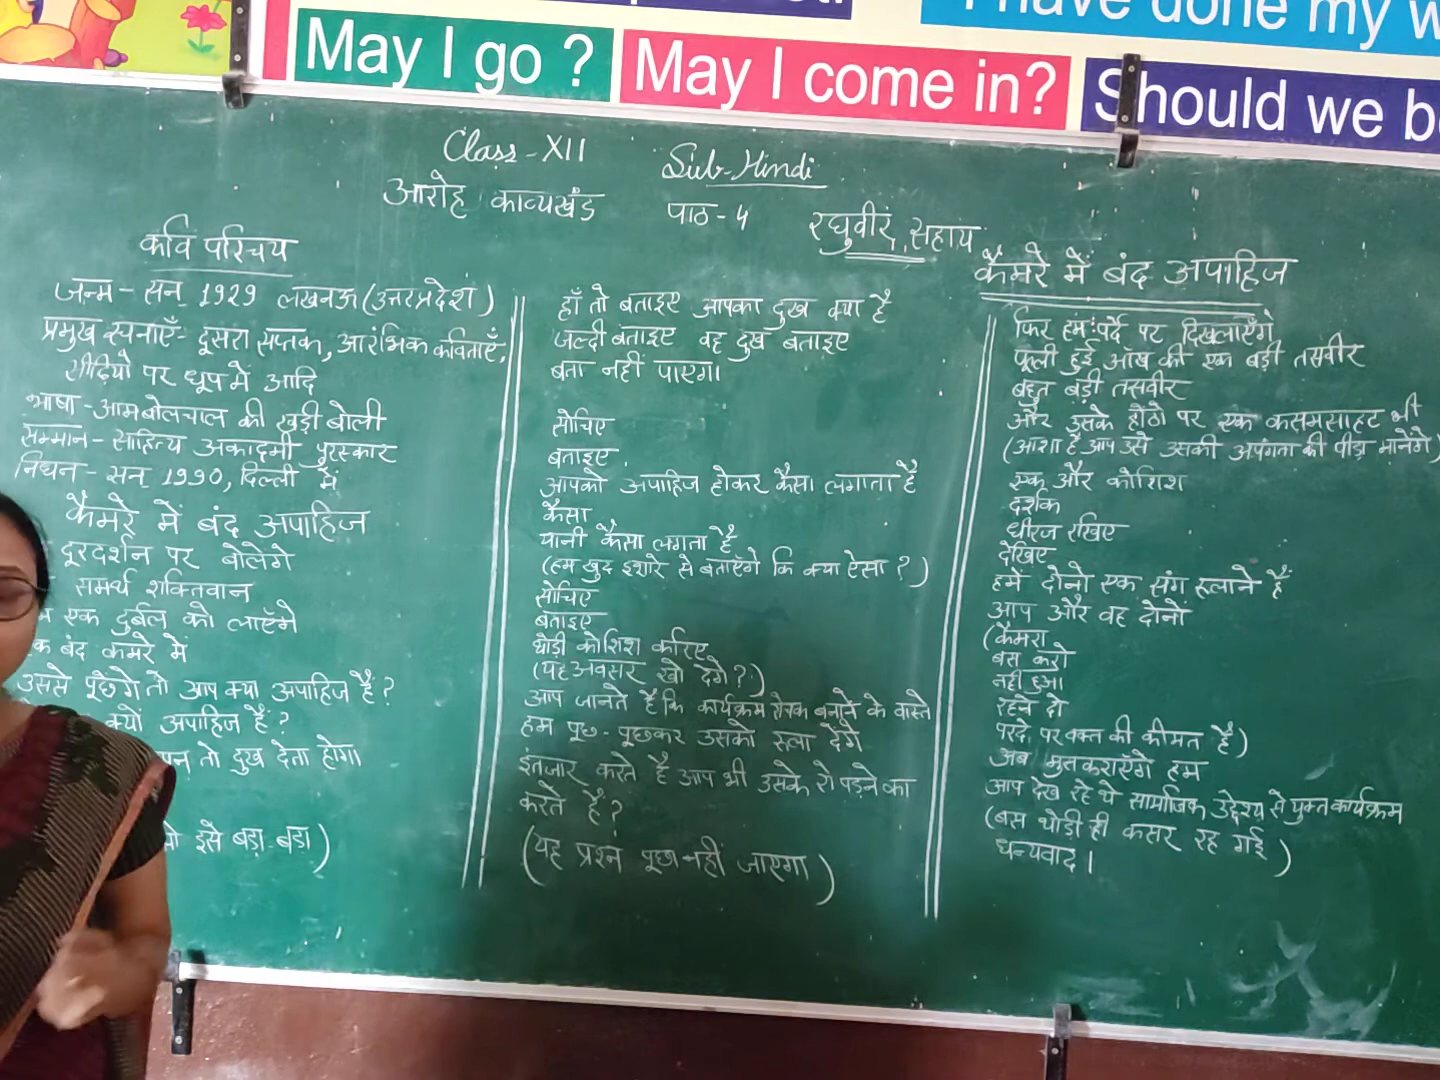 I have done my w
May I go ?
May I come in?
Should we be
Class-XII
Sub-Hindi
आरोह काव्यखंड
पाठ-4
रघुवीर सहाय
कैमरे में बंद अपाहिज
कवि परिचय
जन्म - सन् 1929 लखनऊ (उत्तरप्रदेश)
प्रमुख रचनाएँ - दूसरा सप्तक, आरंभिक कविताएँ,
सीढ़ियो पर धूप में आदि
भाषा - आमबोलचाल की खड़ी बोली
सम्मान - साहित्य अकादमी पुरस्कार
निधन - सन् 1990, दिल्ली में
कैमरे में बंद अपाहिज
दूरदर्शन पर बोलेगे
समर्थ शक्तिवान
एक दुर्बल को लाएँगे
बंद कमरे में
उससे पूछेगे तो आप क्या अपाहिज हैं?
क्यों अपाहिज हैं?
तो दुख देता होगा
इसे बड़ा-बड़ा)
हाँ तो बताइए आपका दुख क्या है
जल्दी बताइए वह दुख बताइए
बता नहीं पाएगा।
सोचिए
बताइए
आपको अपाहिज होकर कैसा लगाता है
कैसा
यानी कैसा लगता है
(हम खुद इशारे से बताएँगे कि क्या ऐसा?)
सोचिए
बताइए
थोड़ी कोशिश करिए
(यह अवसर खो देगे?)
आप जानते है कि कार्यक्रम रोचक बनाने के वास्ते
हम पूछ-पूछकर उसको रुला देंगे
इंतजार करते है आप भी उसके रो पड़ने का
करते हैं?
(यह प्रश्न पूछा नहीं जाएगा)
फिर हम पर्दे पर दिखलाएँगे
फूली हुई आँख की एक बड़ी तसवीर
बहुत बड़ी तसवीर
और उसके होंठो पर एक कसमसाहट भी
(आशा है आप उसे उसकी अपंगता की पीड़ा मानेगे)
एक और कोशिश
दर्शक
धीरज रखिए
देखिए
हमें दोनो एक संग रूलाने हैं
आप और वह दोनो
(कैमरा
बस करो
नहीं हुआ
रहने दो
परदे पर वक्त की कीमत है)
अब मुसकराएँगे हम
आप देख रहे थे सामाजिक उद्देश्य से युक्त कार्यक्रम
(बस थोड़ी ही कसर रह गई)
धन्यवाद।